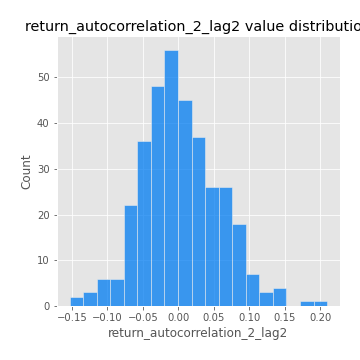 return_autocorrelation_2_lag2 value distributio
50
40
30
20
10
0
Count
−0.15 −0.10 −0.05 0.00 0.05 0.10 0.15 0.20
return_autocorrelation_2_lag2